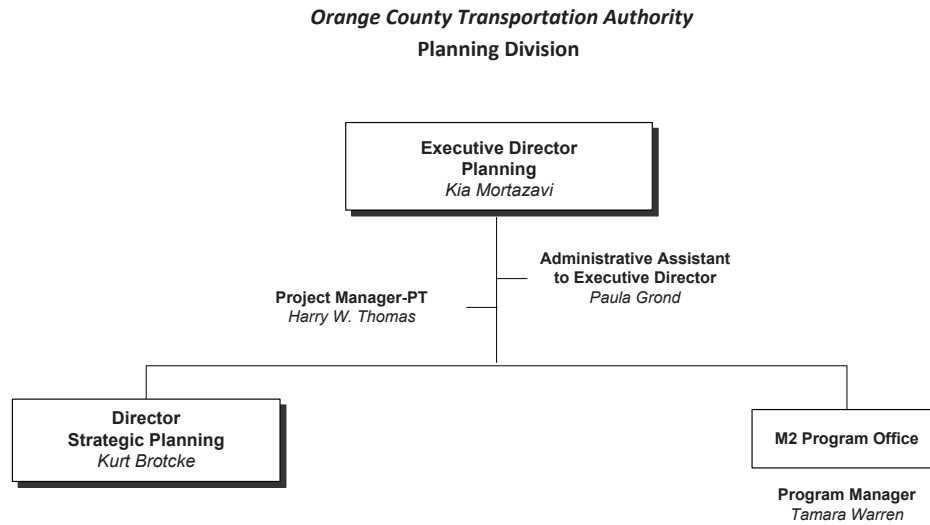 Orange County Transportation Authority
Planning Division
Executive Director
Planning
Kia Mortazavi
Administrative Assistant
to Executive Director
Paula Grond
Project Manager-PT
Harry W. Thomas
Director
Strategic Planning
Kurt Brotcke
M2 Program Office
Program Manager
Tamara Warren